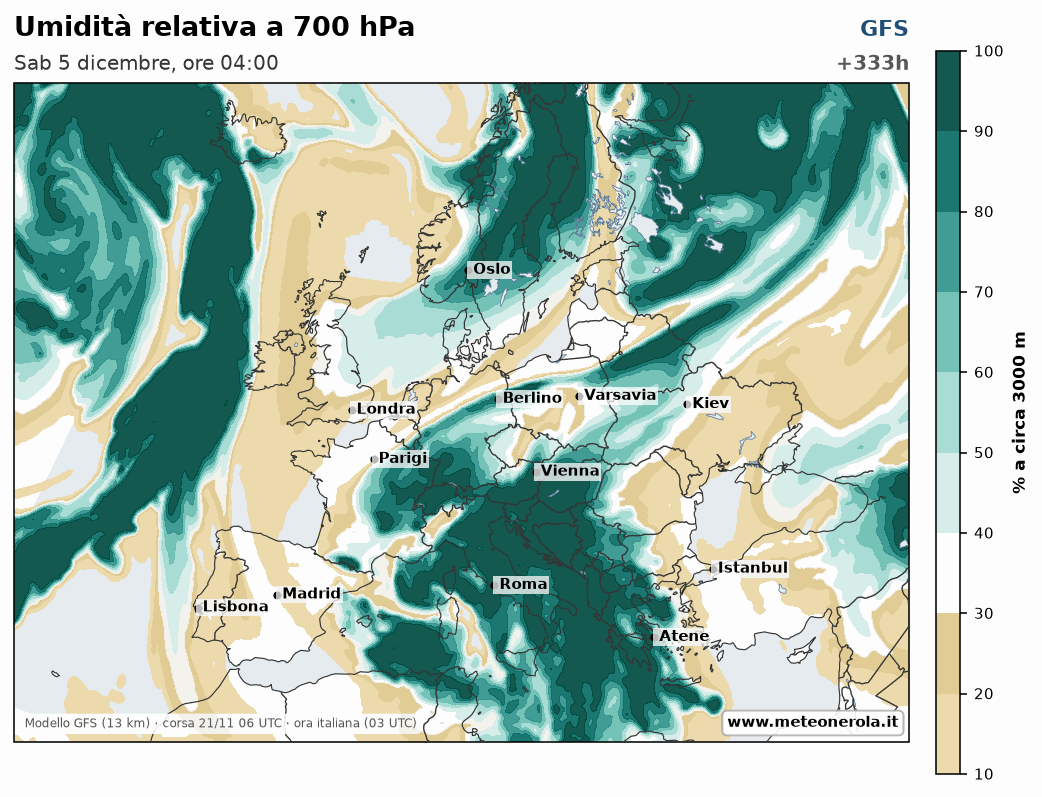 Umidità relativa a 700 hPa
GFS
Sab 5 dicembre, ore 04:00
+333h
100
90
80
70
60
50
40
30
20
10
% a circa 3000 m
Oslo
Londra
Berlino
Varsavia
Kiev
Parigi
Vienna
Istanbul
Roma
Madrid
Lisbona
Atene
Modello GFS (13 km) · corsa 21/11 06 UTC · ora italiana (03 UTC)
www.meteonerola.it